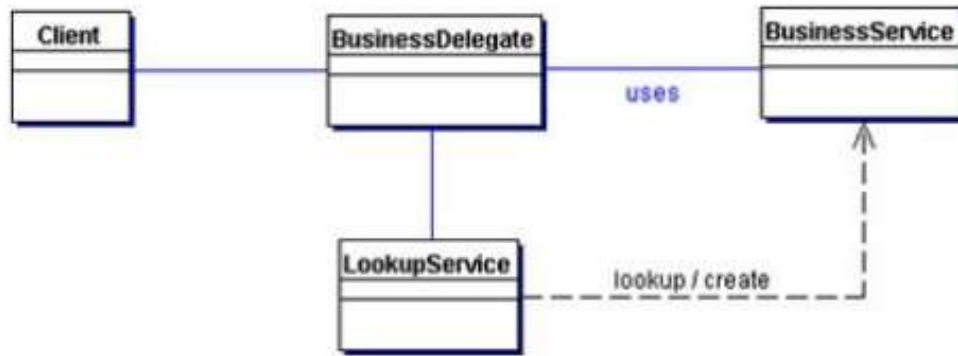 Client
BusinessDelegate
BusinessService
uses
LookupService
lookup / create